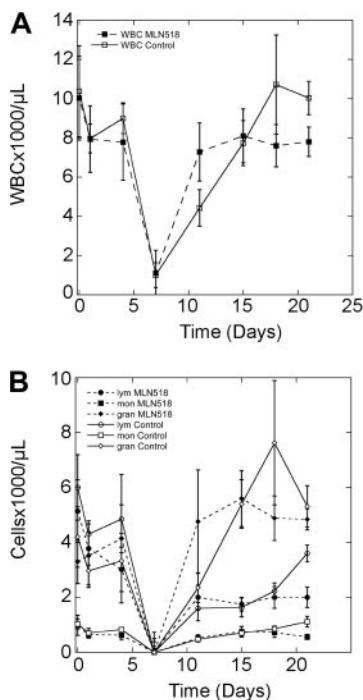 A
WBC MLN518
WBC Control
14
12
10
8
6
4
2
0
WBCx1000/µL
0 5 10 15 20 25
Time (Days)
B
lym MLN518
mon MLN518
gran MLN518
lym Control
mon Control
gran Control
10
8
6
4
2
0
Cellsx1000/µL
0 5 10 15 20 25
Time (Days)